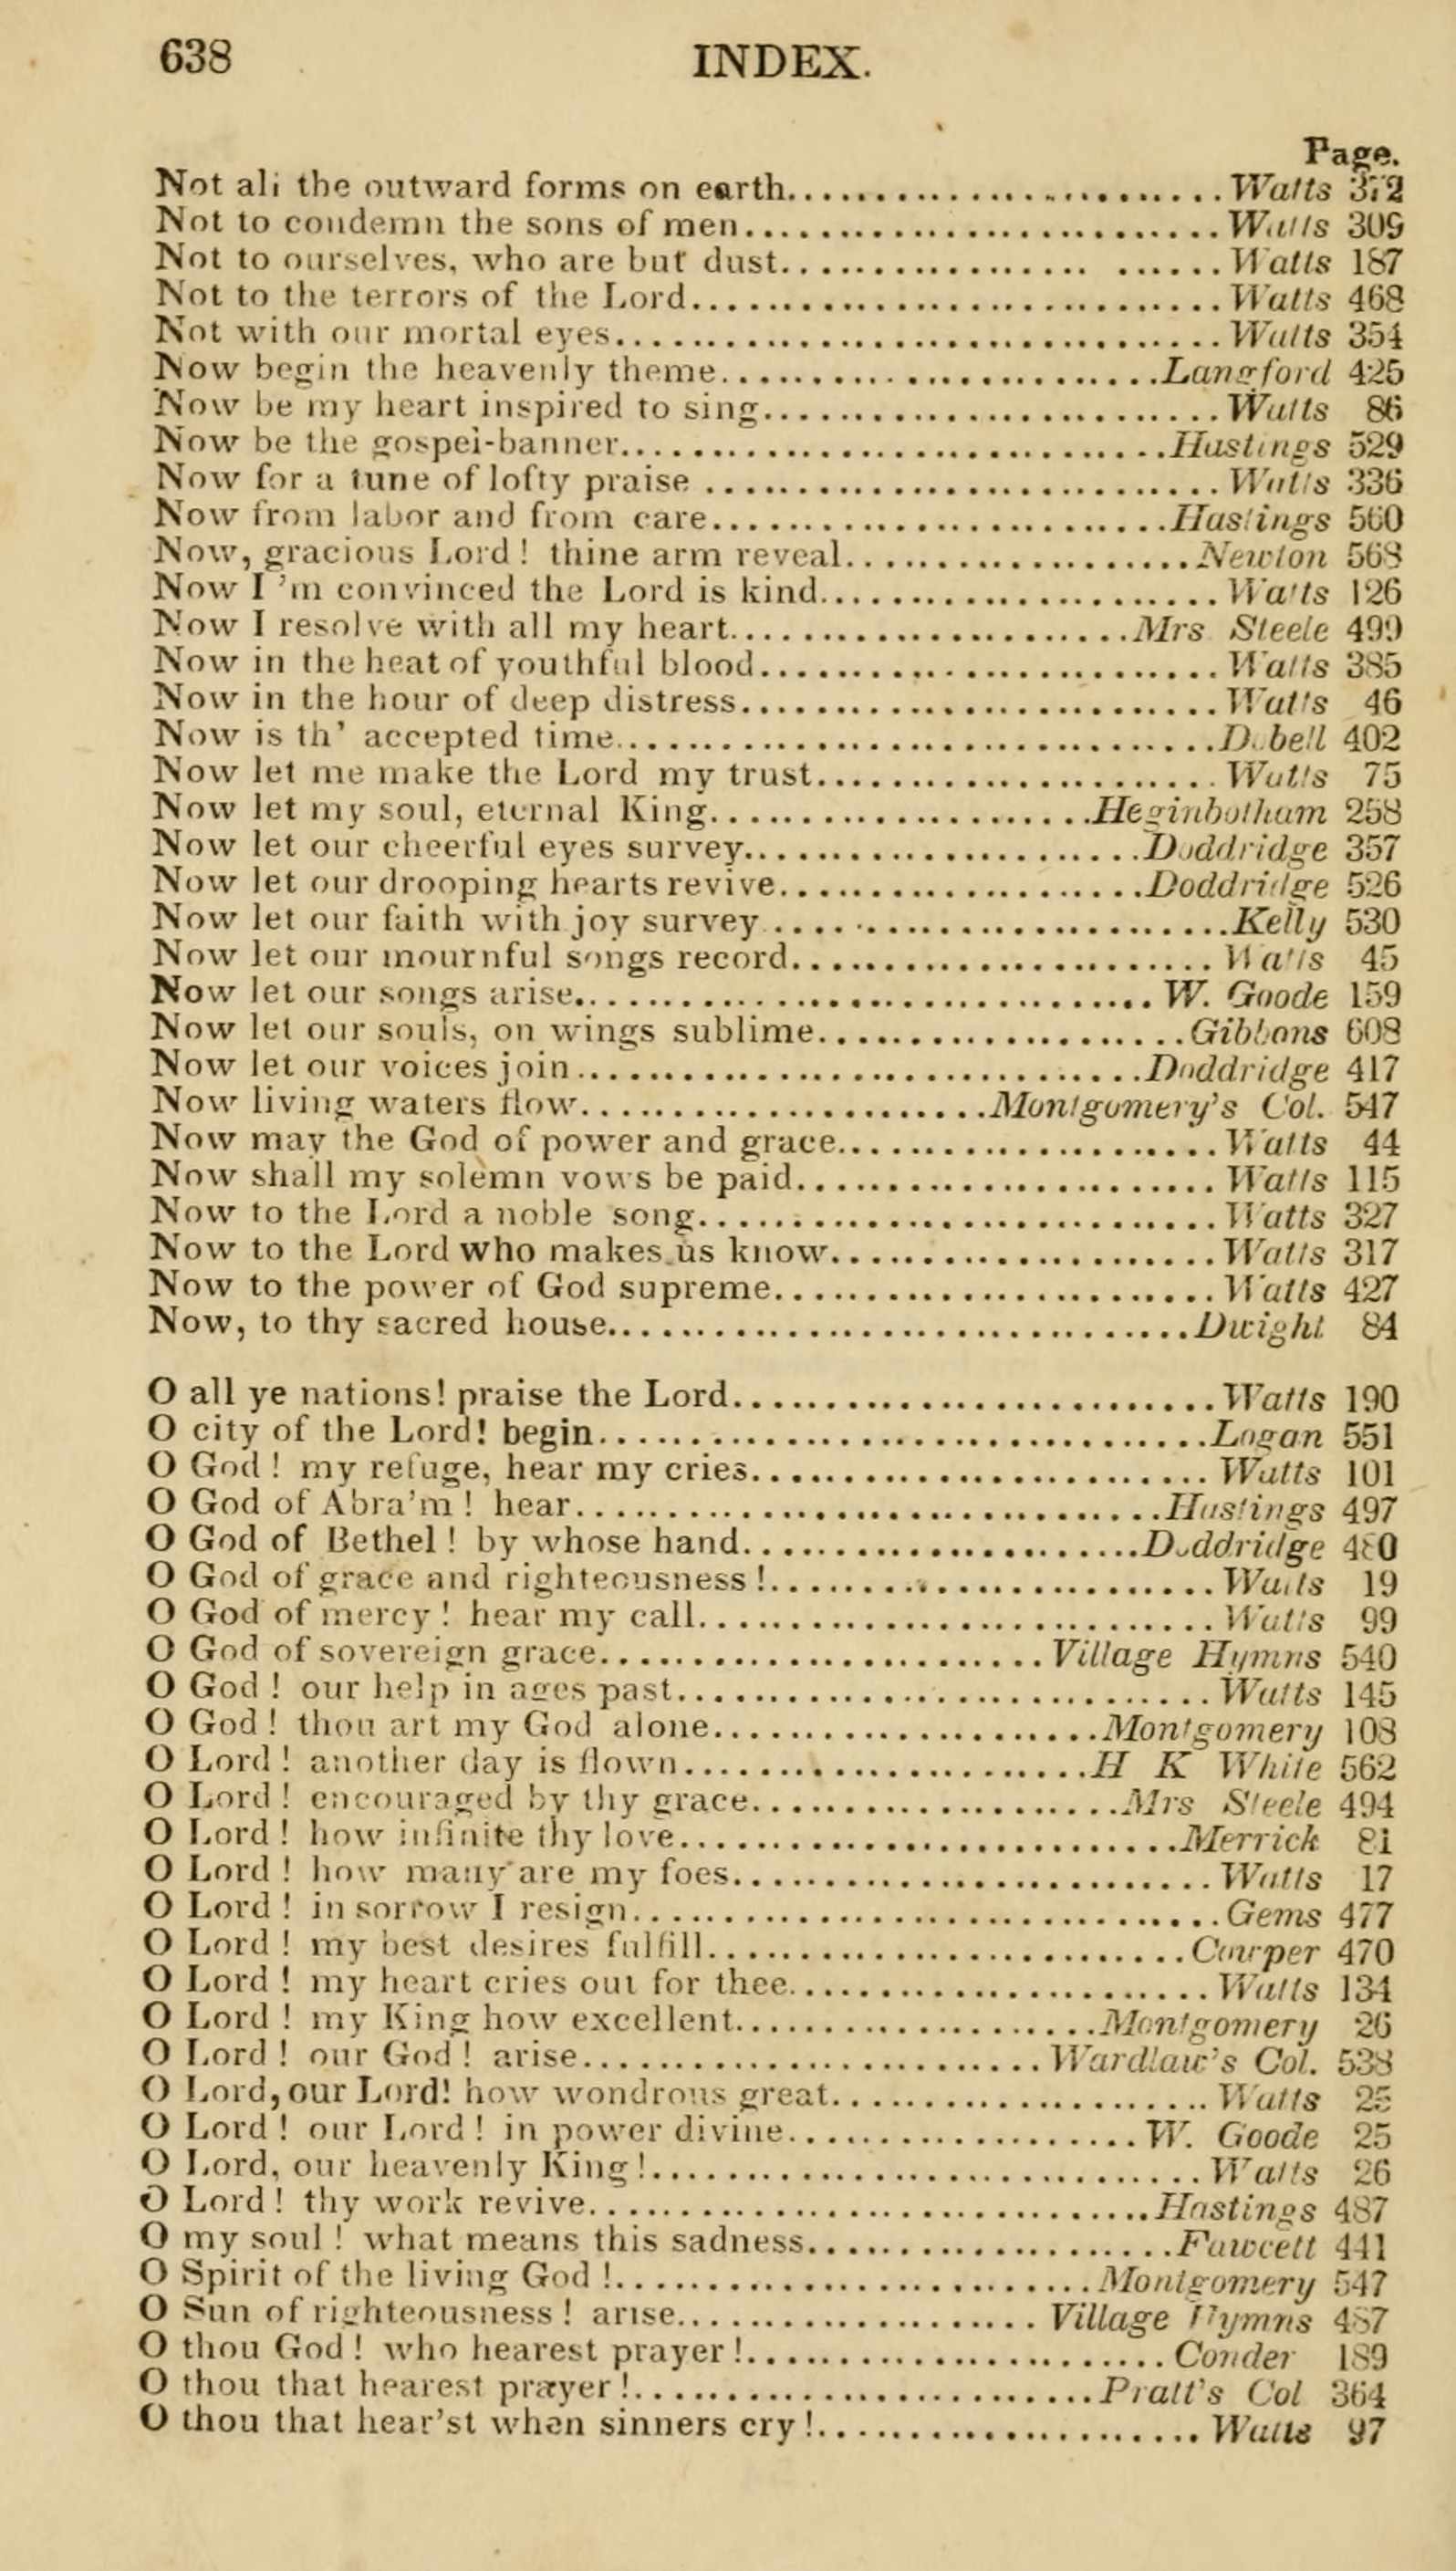 638 INDEX.
Page.
Not all the outward forms on earth............................Watts 372
Not to condemn the sons of men............................Watts 309
Not to ourselves, who are but dust............................Watts 187
Not to the terrors of the Lord............................Watts 468
Not with our mortal eyes............................Watts 354
Now begin the heavenly theme............................Langford 425
Now be my heart inspired to sing............................Watts 86
Now be the gospel-banner............................Hastings 529
Now for a tune of lofty praise ............................Watts 336
Now from labor and from care............................Hastings 560
Now, gracious Lord ! thine arm reveal....................Newton 568
Now I 'm convinced the Lord is kind............................Watts 126
Now I resolve with all my heart......................Mrs Steele 499
Now in the heat of youthful blood............................Watts 385
Now in the hour of deep distress............................Watts 46
Now is th' accepted time............................Dobell 402
Now let me make the Lord my trust......................Watts 75
Now let my soul, eternal King......................Heginbotham 258
Now let our cheerful eyes survey......................Doddridge 357
Now let our drooping hearts revive....................Doddridge 526
Now let our faith with joy survey............................Kelly 530
Now let our mournful songs record......................Watts 45
Now let our songs arise............................W. Goode 159
Now let our souls, on wings sublime....................Gibbons 608
Now let our voices join............................Doddridge 417
Now living waters flow......................Montgomery's Col. 547
Now may the God of power and grace......................Watts 44
Now shall my solemn vows be paid......................Watts 115
Now to the Lord a noble song............................Watts 327
Now to the Lord who makes us know......................Watts 317
Now to the power of God supreme......................Watts 427
Now, to thy sacred house............................Dwight 84
O all ye nations! praise the Lord............................Watts 190
O city of the Lord! begin............................Logan 551
O God ! my refuge, hear my cries......................Watts 101
O God of Abra'm ! hear............................Hastings 497
O God of Bethel ! by whose hand......................Doddridge 480
O God of grace and righteousness !......................Watts 19
O God of mercy ! hear my call............................Watts 99
O God of sovereign grace......................Village Hymns 540
O God ! our help in ages past............................Watts 145
O God ! thou art my God alone....................Montgomery 108
O Lord ! another day is flown......................H K White 562
O Lord ! encouraged by thy grace....................Mrs Steele 494
O Lord ! how infinite thy love............................Merrick 81
O Lord ! how many are my foes......................Watts 17
O Lord ! in sorrow I resign............................Gems 477
O Lord ! my best desires fulfill......................Cowper 470
O Lord ! my heart cries out for thee......................Watts 134
O Lord ! my King how excellent....................Montgomery 26
O Lord ! our God ! arise......................Wardlaw's Col. 538
O Lord, our Lord! how wondrous great....................Watts 25
O Lord ! our Lord ! in power divine....................W. Goode 25
O Lord, our heavenly King !............................Watts 26
O Lord ! thy work revive............................Hastings 487
O my soul ! what means this sadness....................Fawcett 441
O Spirit of the living God !......................Montgomery 547
O Sun of righteousness ! arise....................Village Hymns 487
O thou God ! who hearest prayer !......................Conder 189
O thou that hearest prayer !......................Pratt's Col 364
O thou that hear'st when sinners cry !....................Watts 97